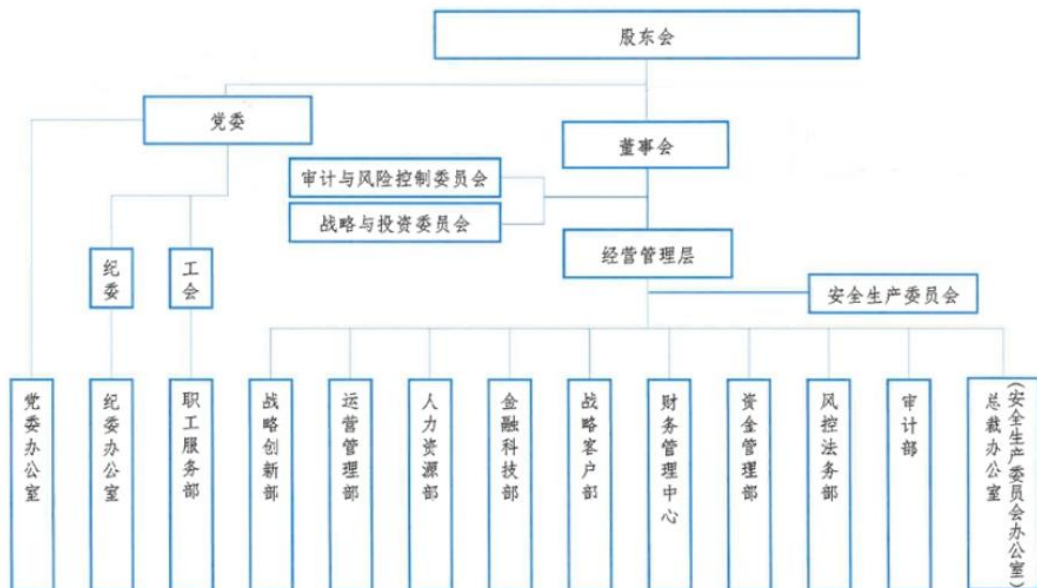 股东会
党委
董事会
审计与风险控制委员会
战略与投资委员会
经营管理层
纪委
工会
安全生产委员会
党委办公室
纪委办公室
职工服务部
战略创新部
运营管理部
人力资源部
金融科技部
战略客户部
财务管理中心
资金管理部
风控法务部
审计部
总裁办公室
(安全生产委员会办公室)